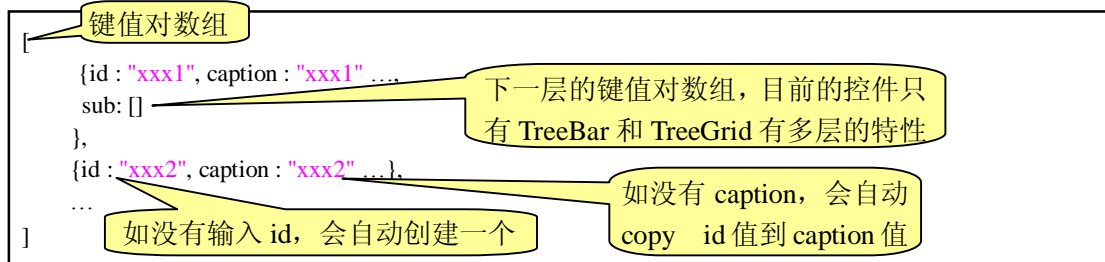 键值对数组
[
{id : "xxx1", caption : "xxx1" …,
sub: []
下一层的键值对数组，目前的控件只
有 TreeBar 和 TreeGrid 有多层的特性
},
{id : "xxx2", caption : "xxx2" …},
…
如没有 caption，会自动
copy id 值到 caption 值
如没有输入 id，会自动创建一个
]